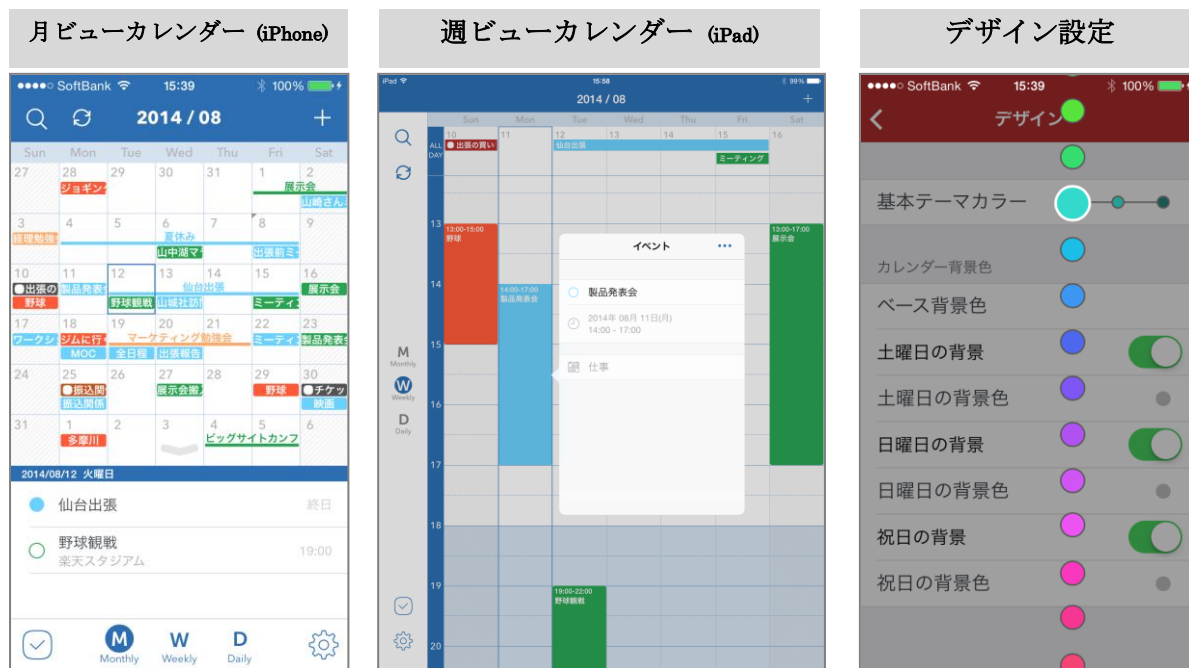 月ビューカレンダー (iPhone)
●●●●○ SoftBank 15:39 100%
2014 / 08
Sun Mon Tue Wed Thu Fri Sat
27 28 29 30 31 1 2
ジョギン
展示会
山崎さん
3 4 5 6 7 8 9
経理勉強
夏休み
山中湖マ
出張前ミ
10 11 12 13 14 15 16
●出張の
製品発表
仙台出張
展示会
野球
野球観戦
山城社訪
ミーティ
17 18 19 20 21 22 23
ワークシ
ジムに行
マーケティング勉強会
ミーティ
製品発表
MOC
全日程
出張報告
24 25 26 27 28 29 30
●振込関
展示会搬
野球
●チケッ
振込関係
映画
31 1 2 3 4 5 6
多摩川
ビッグサイトカンフ
2014/08/12 火曜日
仙台出張 終日
野球観戦 19:00
楽天スタジアム
M W D
Monthly Weekly Daily
週ビューカレンダー (iPad)
iPad 15:58 99%
2014 / 08
Sun Mon Tue Wed Thu Fri Sat
ALL DAY
10 11 12 13 14 15 16
●出張の買い
仙台出張
ミーティング
13
13:00-15:00
野球
13:00-17:00
展示会
14
14:00-17:00
製品発表会
15
16
17
18
19
19:00-22:00
野球観戦
20
イベント
製品発表会
2014年 08月 11日(月)
14:00 - 17:00
仕事
M
Monthly
W
Weekly
D
Daily
デザイン設定
●●●●○ SoftBank 15:39 100%
デザイン
基本テーマカラー
カレンダー背景色
ベース背景色
土曜日の背景
土曜日の背景色
日曜日の背景
日曜日の背景色
祝日の背景
祝日の背景色